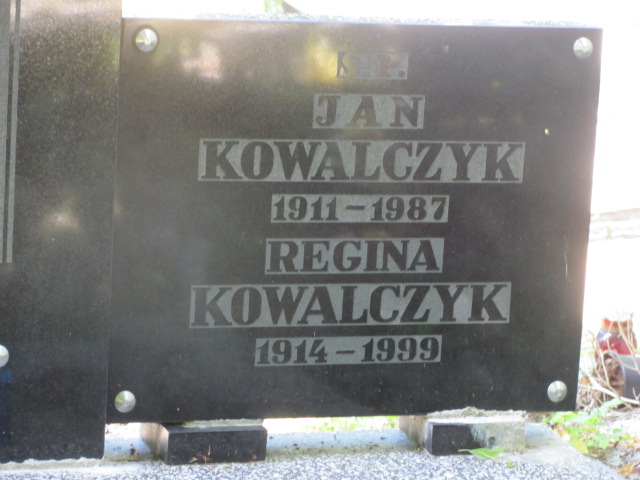 JAN
KOWALCZYK
1911 – 1987
REGINA
KOWALCZYK
1914 – 1999